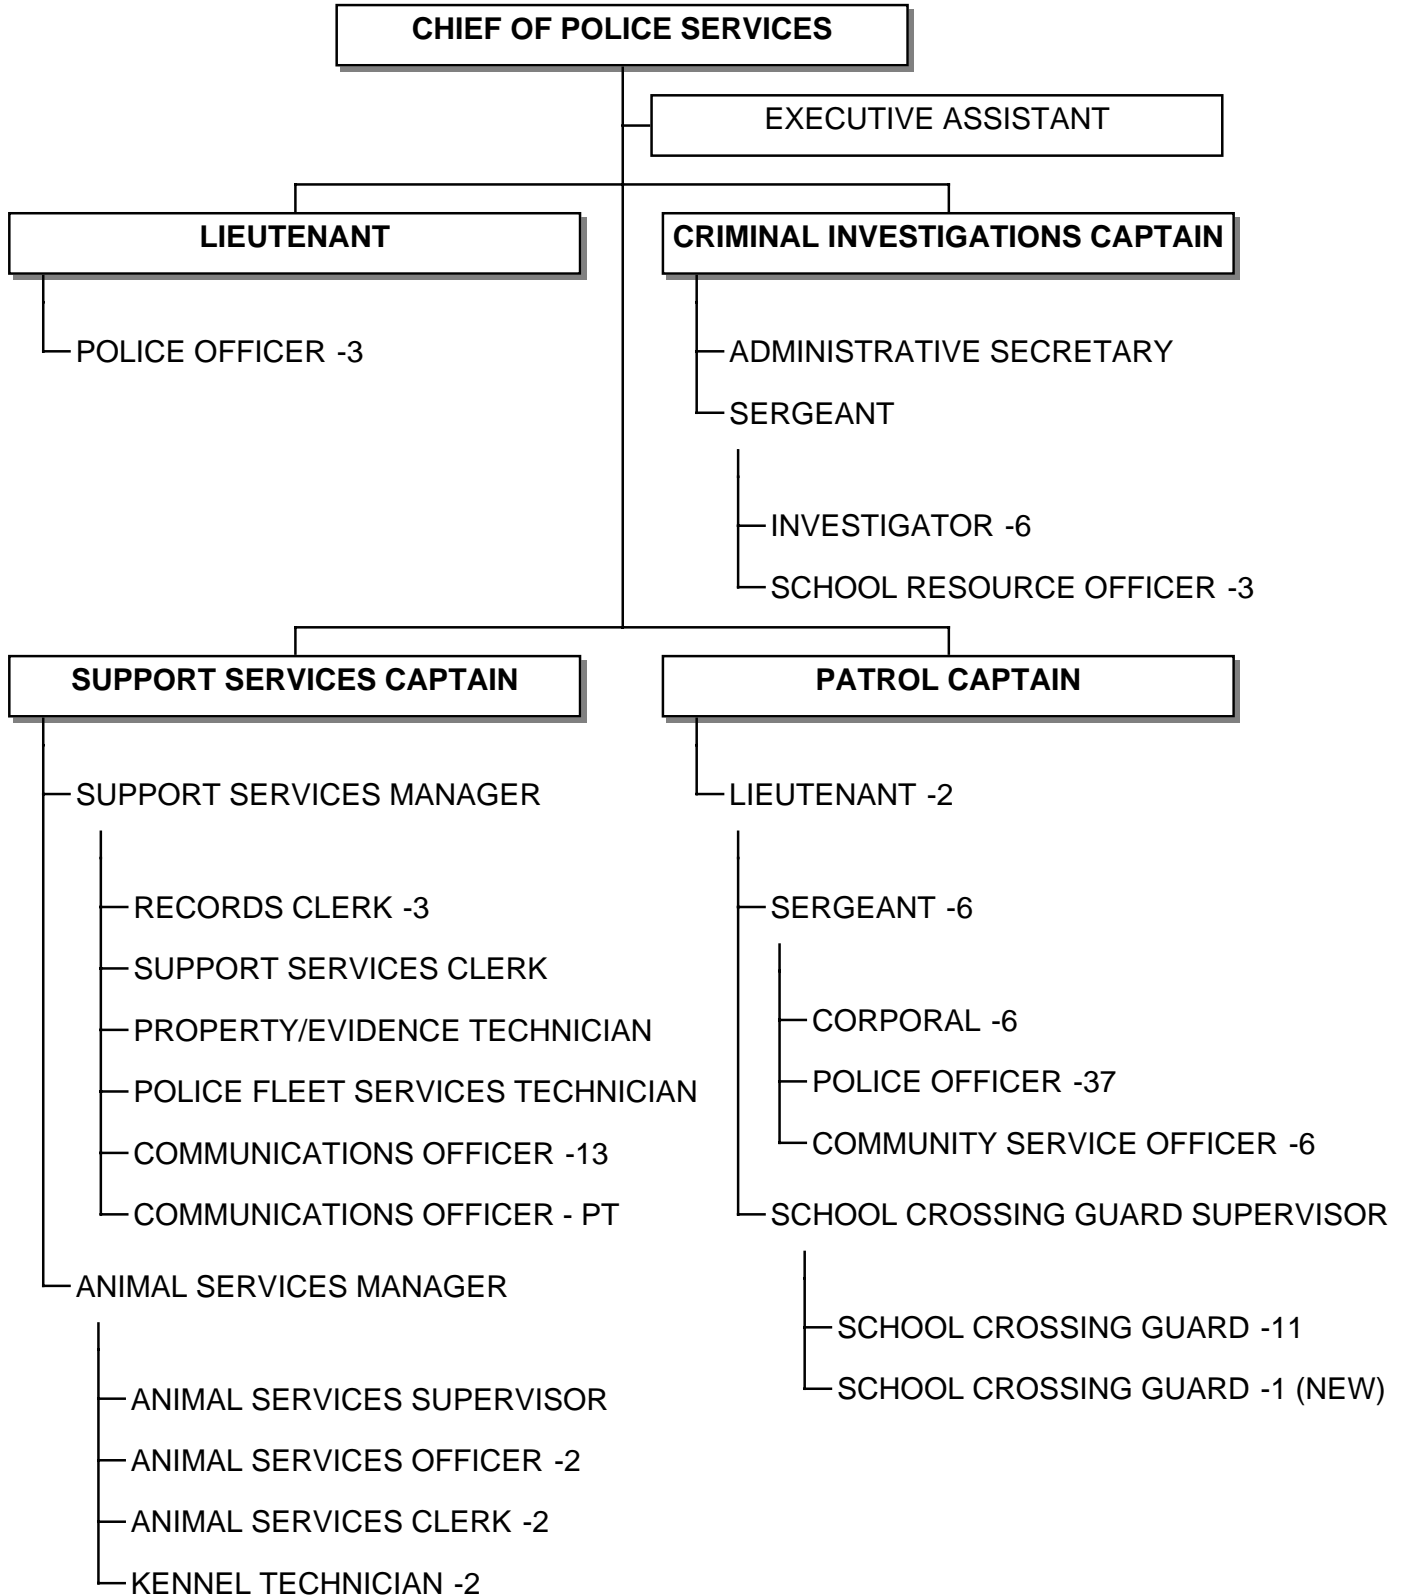 CHIEF OF POLICE SERVICES
EXECUTIVE ASSISTANT
LIEUTENANT
POLICE OFFICER -3
CRIMINAL INVESTIGATIONS CAPTAIN
ADMINISTRATIVE SECRETARY
SERGEANT
INVESTIGATOR -6
SCHOOL RESOURCE OFFICER -3
SUPPORT SERVICES CAPTAIN
SUPPORT SERVICES MANAGER
RECORDS CLERK -3
SUPPORT SERVICES CLERK
PROPERTY/EVIDENCE TECHNICIAN
POLICE FLEET SERVICES TECHNICIAN
COMMUNICATIONS OFFICER -13
COMMUNICATIONS OFFICER - PT
ANIMAL SERVICES MANAGER
ANIMAL SERVICES SUPERVISOR
ANIMAL SERVICES OFFICER -2
ANIMAL SERVICES CLERK -2
KENNEL TECHNICIAN -2
PATROL CAPTAIN
LIEUTENANT -2
SERGEANT -6
CORPORAL -6
POLICE OFFICER -37
COMMUNITY SERVICE OFFICER -6
SCHOOL CROSSING GUARD SUPERVISOR
SCHOOL CROSSING GUARD -11
SCHOOL CROSSING GUARD -1 (NEW)